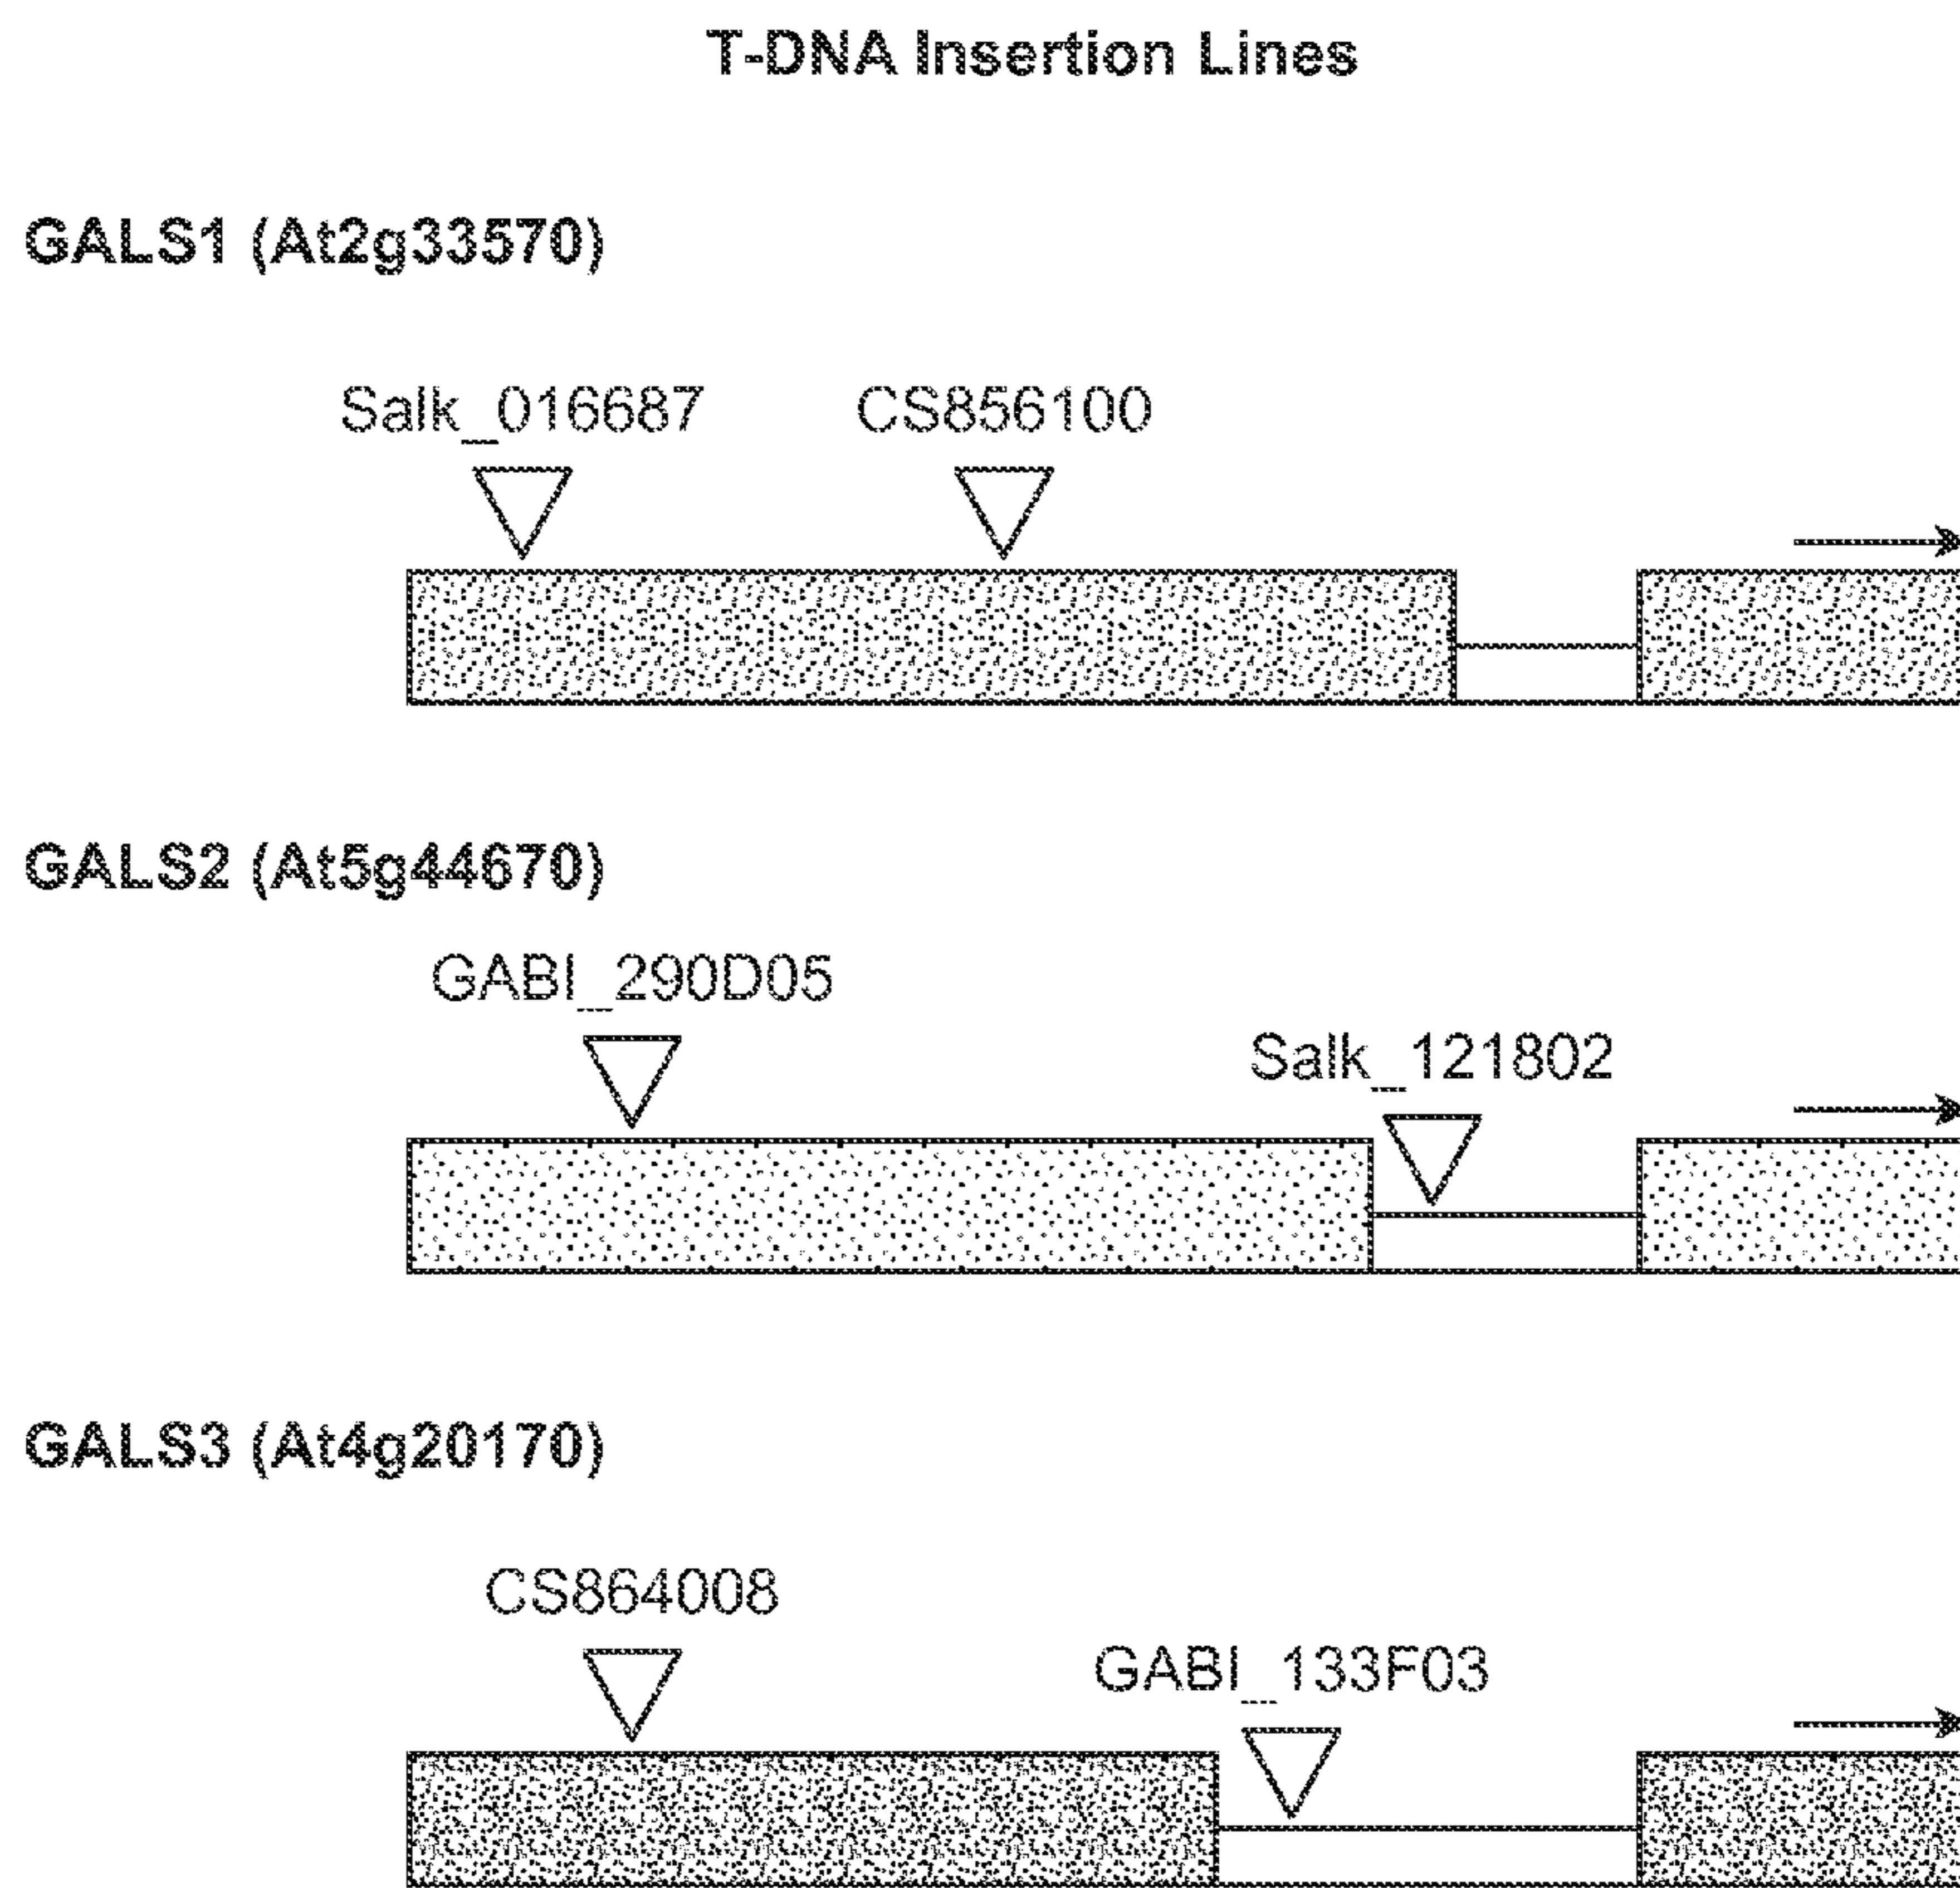 T-DNA Insertion Lines
GALS1 (At2g33570)
Salk_016687 CS856100
GALS2 (At5g44670)
GABI_290D05
Salk_121802
GALS3 (At4g20170)
CS864008
GABI_133F03